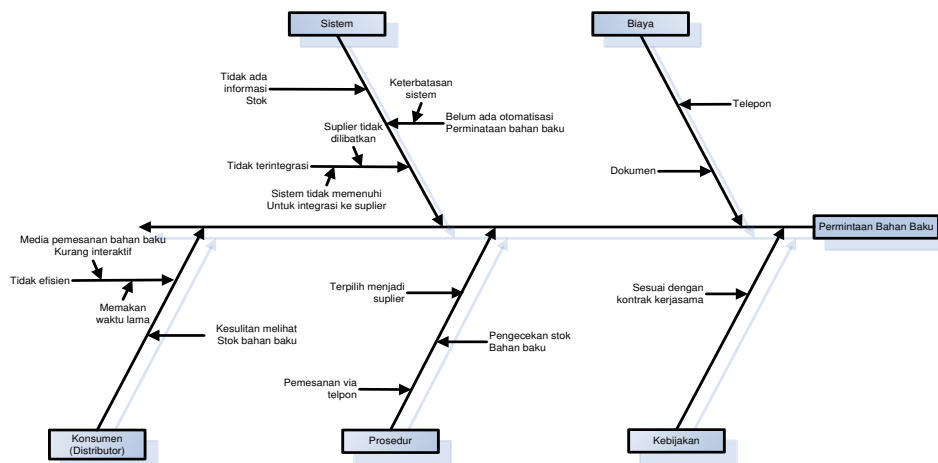 Sistem
Biaya
Tidak ada
informasi
Stok
Keterbatasan
sistem
Telepon
Belum ada otomatisasi
Perminataan bahan baku
Suplier tidak
dilibatkan
Tidak terintegrasi
Dokumen
Sistem tidak memenuhi
Untuk integrasi ke suplier
Permintaan Bahan Baku
Media pemesanan bahan baku
Kurang interaktif
Tidak efisien
Memakan
waktu lama
Terpilih menjadi
suplier
Sesuai dengan
kontrak kerjasama
Kesulitan melihat
Stok bahan baku
Pengecekan stok
Bahan baku
Pemesanan via
telpon
Konsumen
(Distributor)
Prosedur
Kebijakan